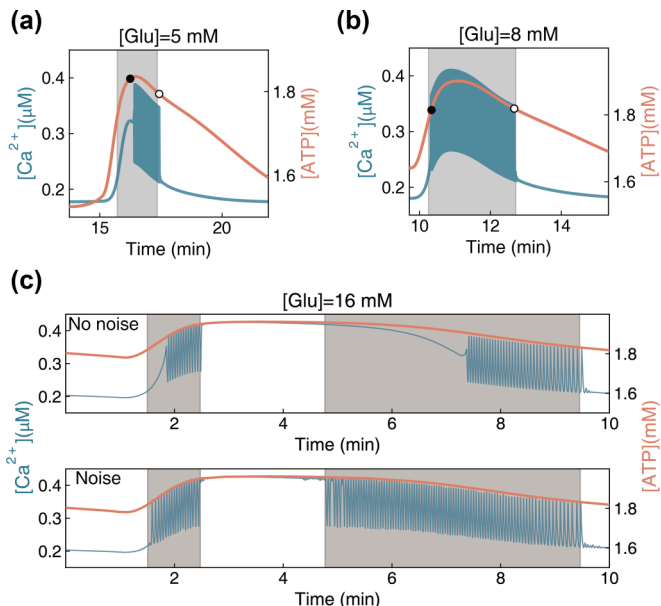 (a)
[Glu]=5 mM
0.4
0.3
0.2
[Ca2+](μM)
1.8
1.6
[ATP](mM)
15
20
Time (min)
(b)
[Glu]=8 mM
0.4
0.3
0.2
[Ca2+](μM)
1.8
1.6
[ATP](mM)
10
12
14
Time (min)
(c)
[Glu]=16 mM
No noise
0.4
0.3
0.2
1.8
1.6
2
4
6
8
10
Time (min)
[Ca2+](μM)
[ATP](mM)
Noise
0.4
0.3
0.2
1.8
1.6
2
4
6
8
10
Time (min)